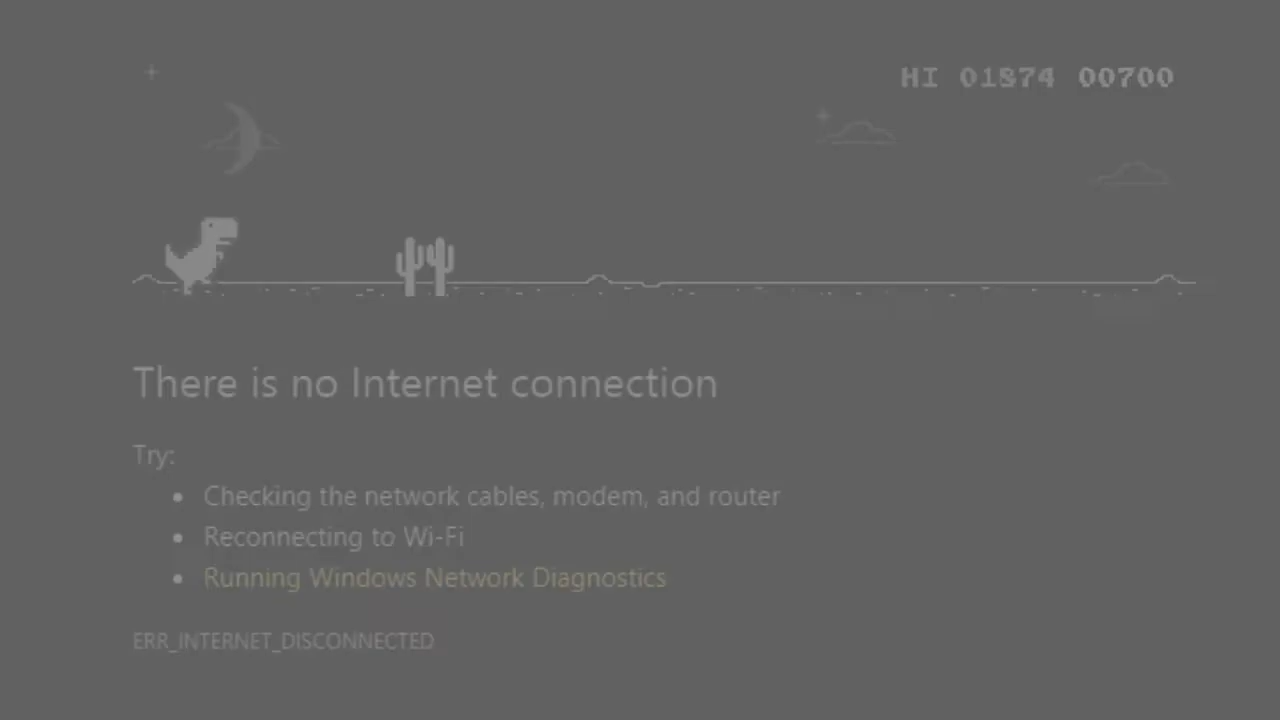 HI 01874 00700
There is no Internet connection
Try:
Checking the network cables, modem, and router
Reconnecting to Wi-Fi
Running Windows Network Diagnostics
ERR_INTERNET_DISCONNECTED